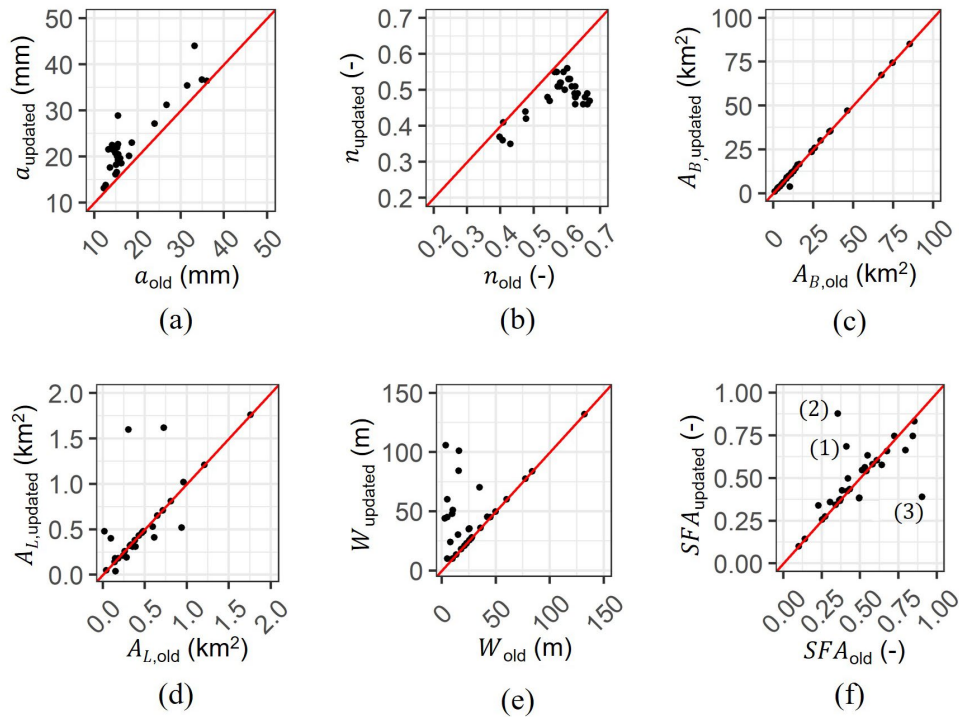 50
40
30
20
10
a_updated (mm)
10 20 30 40 50
a_old (mm)
(a)
0.7
0.6
0.5
0.4
0.3
0.2
n_updated (-)
0.2 0.3 0.4 0.5 0.6 0.7
n_old (-)
(b)
100
75
50
25
0
A_B,updated (km²)
0 25 50 75 100
A_B,old (km²)
(c)
2.0
1.5
1.0
0.5
0.0
A_L,updated (km²)
0.0 0.5 1.0 1.5 2.0
A_L,old (km²)
(d)
150
100
50
0
W_updated (m)
0 50 100 150
W_old (m)
(e)
1.00
0.75
0.50
0.25
0.00
SFA_updated (-)
(2)
(1)
(3)
0.00 0.25 0.50 0.75 1.00
SFA_old (-)
(f)